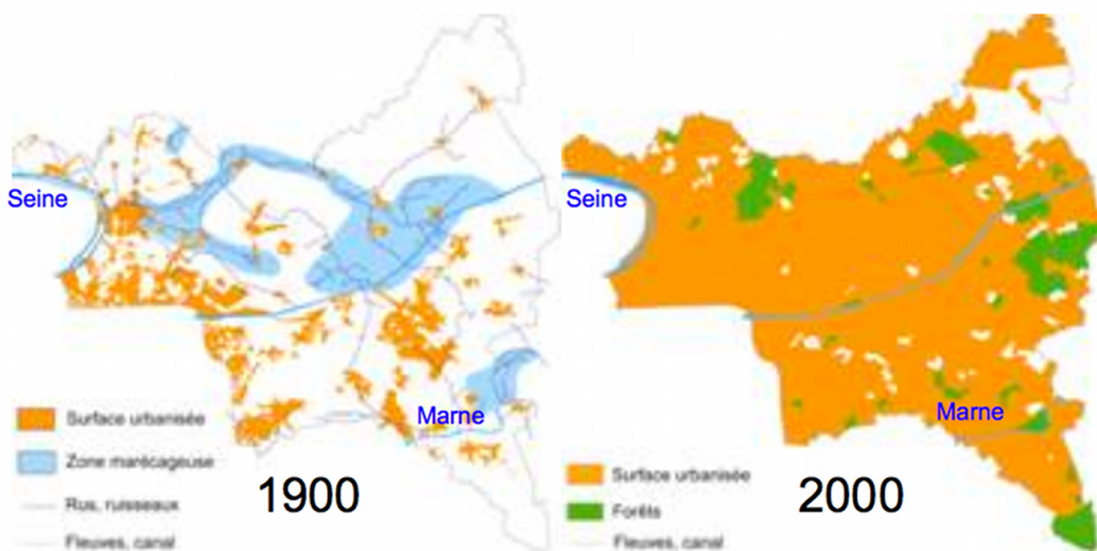 Seine
Marne
Surface urbanisée
Zone marécageuse
Rus, ruisseaux
Fleuves, canal
1900
Seine
Marne
Surface urbanisée
Forêts
Fleuves, canal
2000